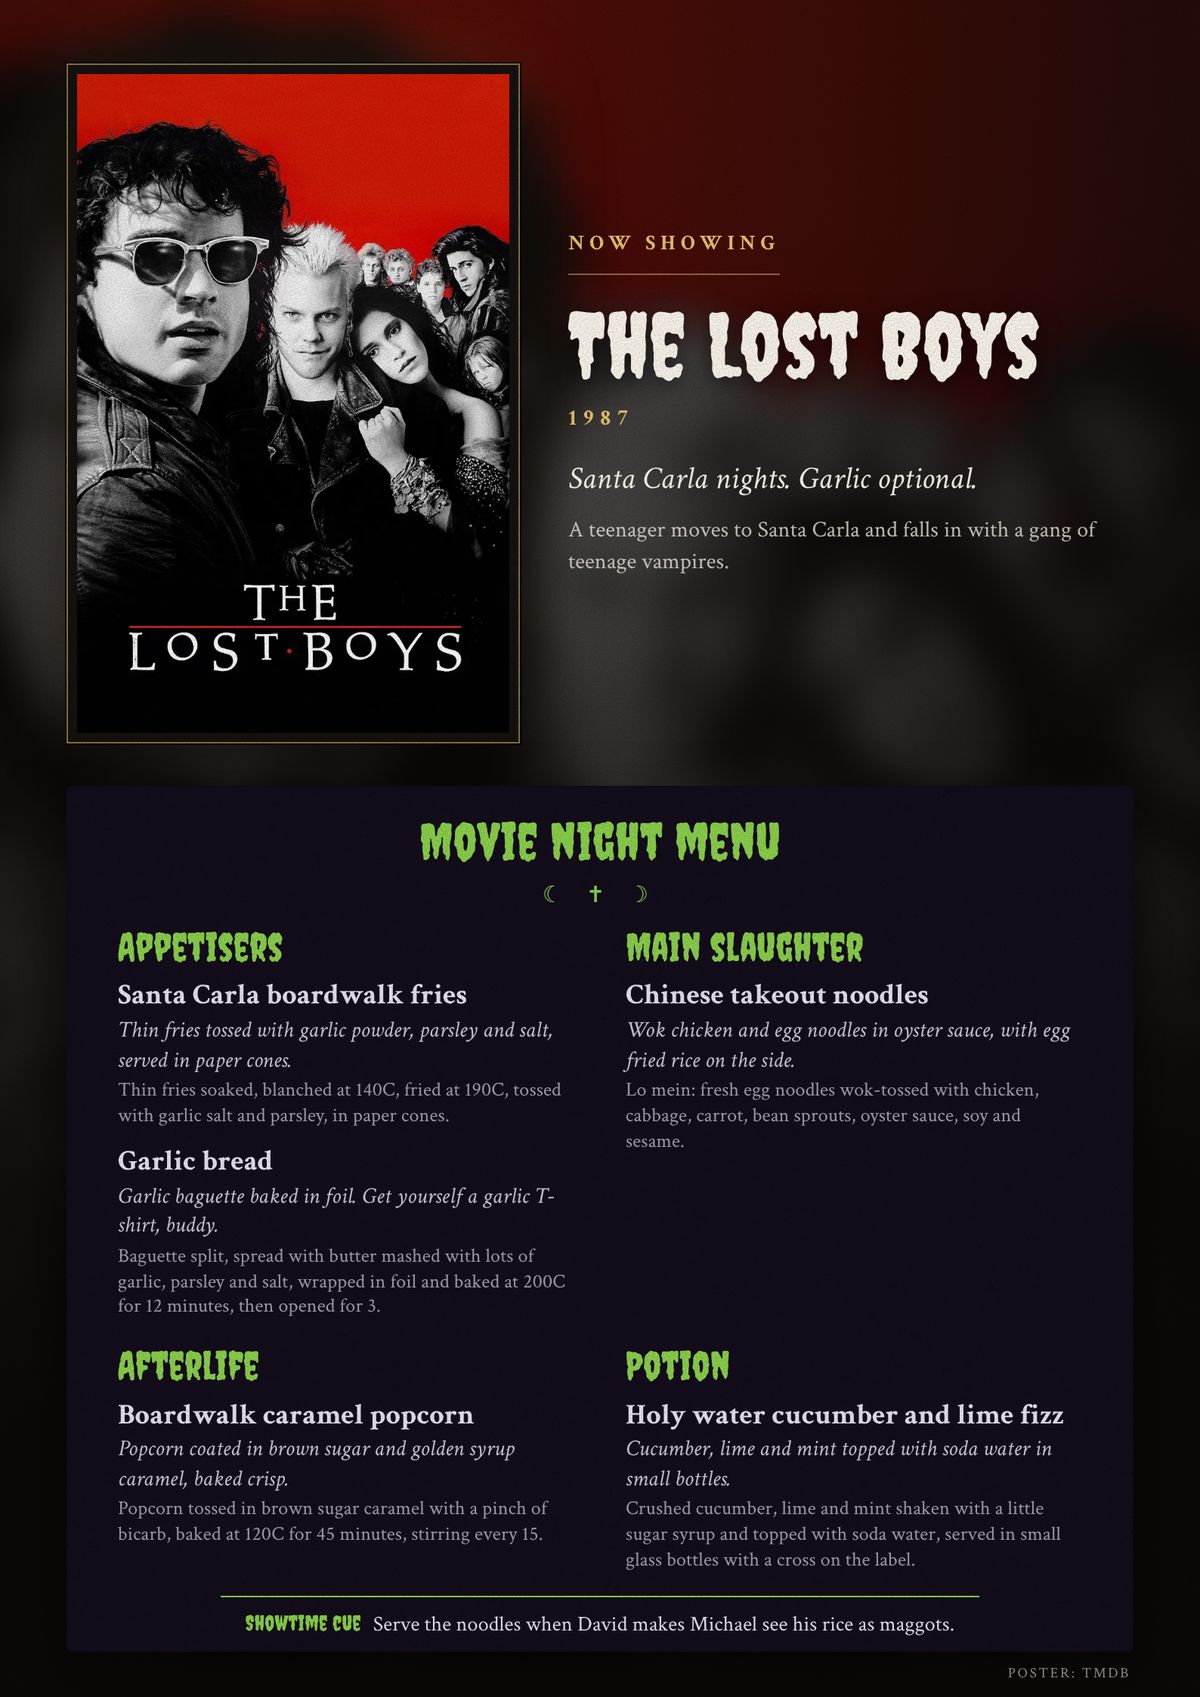 THE
LOST·BOYS
NOW SHOWING
THE LOST BOYS
1987
Santa Carla nights. Garlic optional.
A teenager moves to Santa Carla and falls in with a gang of
teenage vampires.
MOVIE NIGHT MENU
☾ ✝ ☽
APPETISERS
Santa Carla boardwalk fries
Thin fries tossed with garlic powder, parsley and salt,
served in paper cones.
Thin fries soaked, blanched at 140C, fried at 190C, tossed
with garlic salt and parsley, in paper cones.
Garlic bread
Garlic baguette baked in foil. Get yourself a garlic T-
shirt, buddy.
Baguette split, spread with butter mashed with lots of
garlic, parsley and salt, wrapped in foil and baked at 200C
for 12 minutes, then opened for 3.
MAIN SLAUGHTER
Chinese takeout noodles
Wok chicken and egg noodles in oyster sauce, with egg
fried rice on the side.
Lo mein: fresh egg noodles wok-tossed with chicken,
cabbage, carrot, bean sprouts, oyster sauce, soy and
sesame.
AFTERLIFE
Boardwalk caramel popcorn
Popcorn coated in brown sugar and golden syrup
caramel, baked crisp.
Popcorn tossed in brown sugar caramel with a pinch of
bicarb, baked at 120C for 45 minutes, stirring every 15.
POTION
Holy water cucumber and lime fizz
Cucumber, lime and mint topped with soda water in
small bottles.
Crushed cucumber, lime and mint shaken with a little
sugar syrup and topped with soda water, served in small
glass bottles with a cross on the label.
SHOWTIME CUE Serve the noodles when David makes Michael see his rice as maggots.
POSTER: TMDB